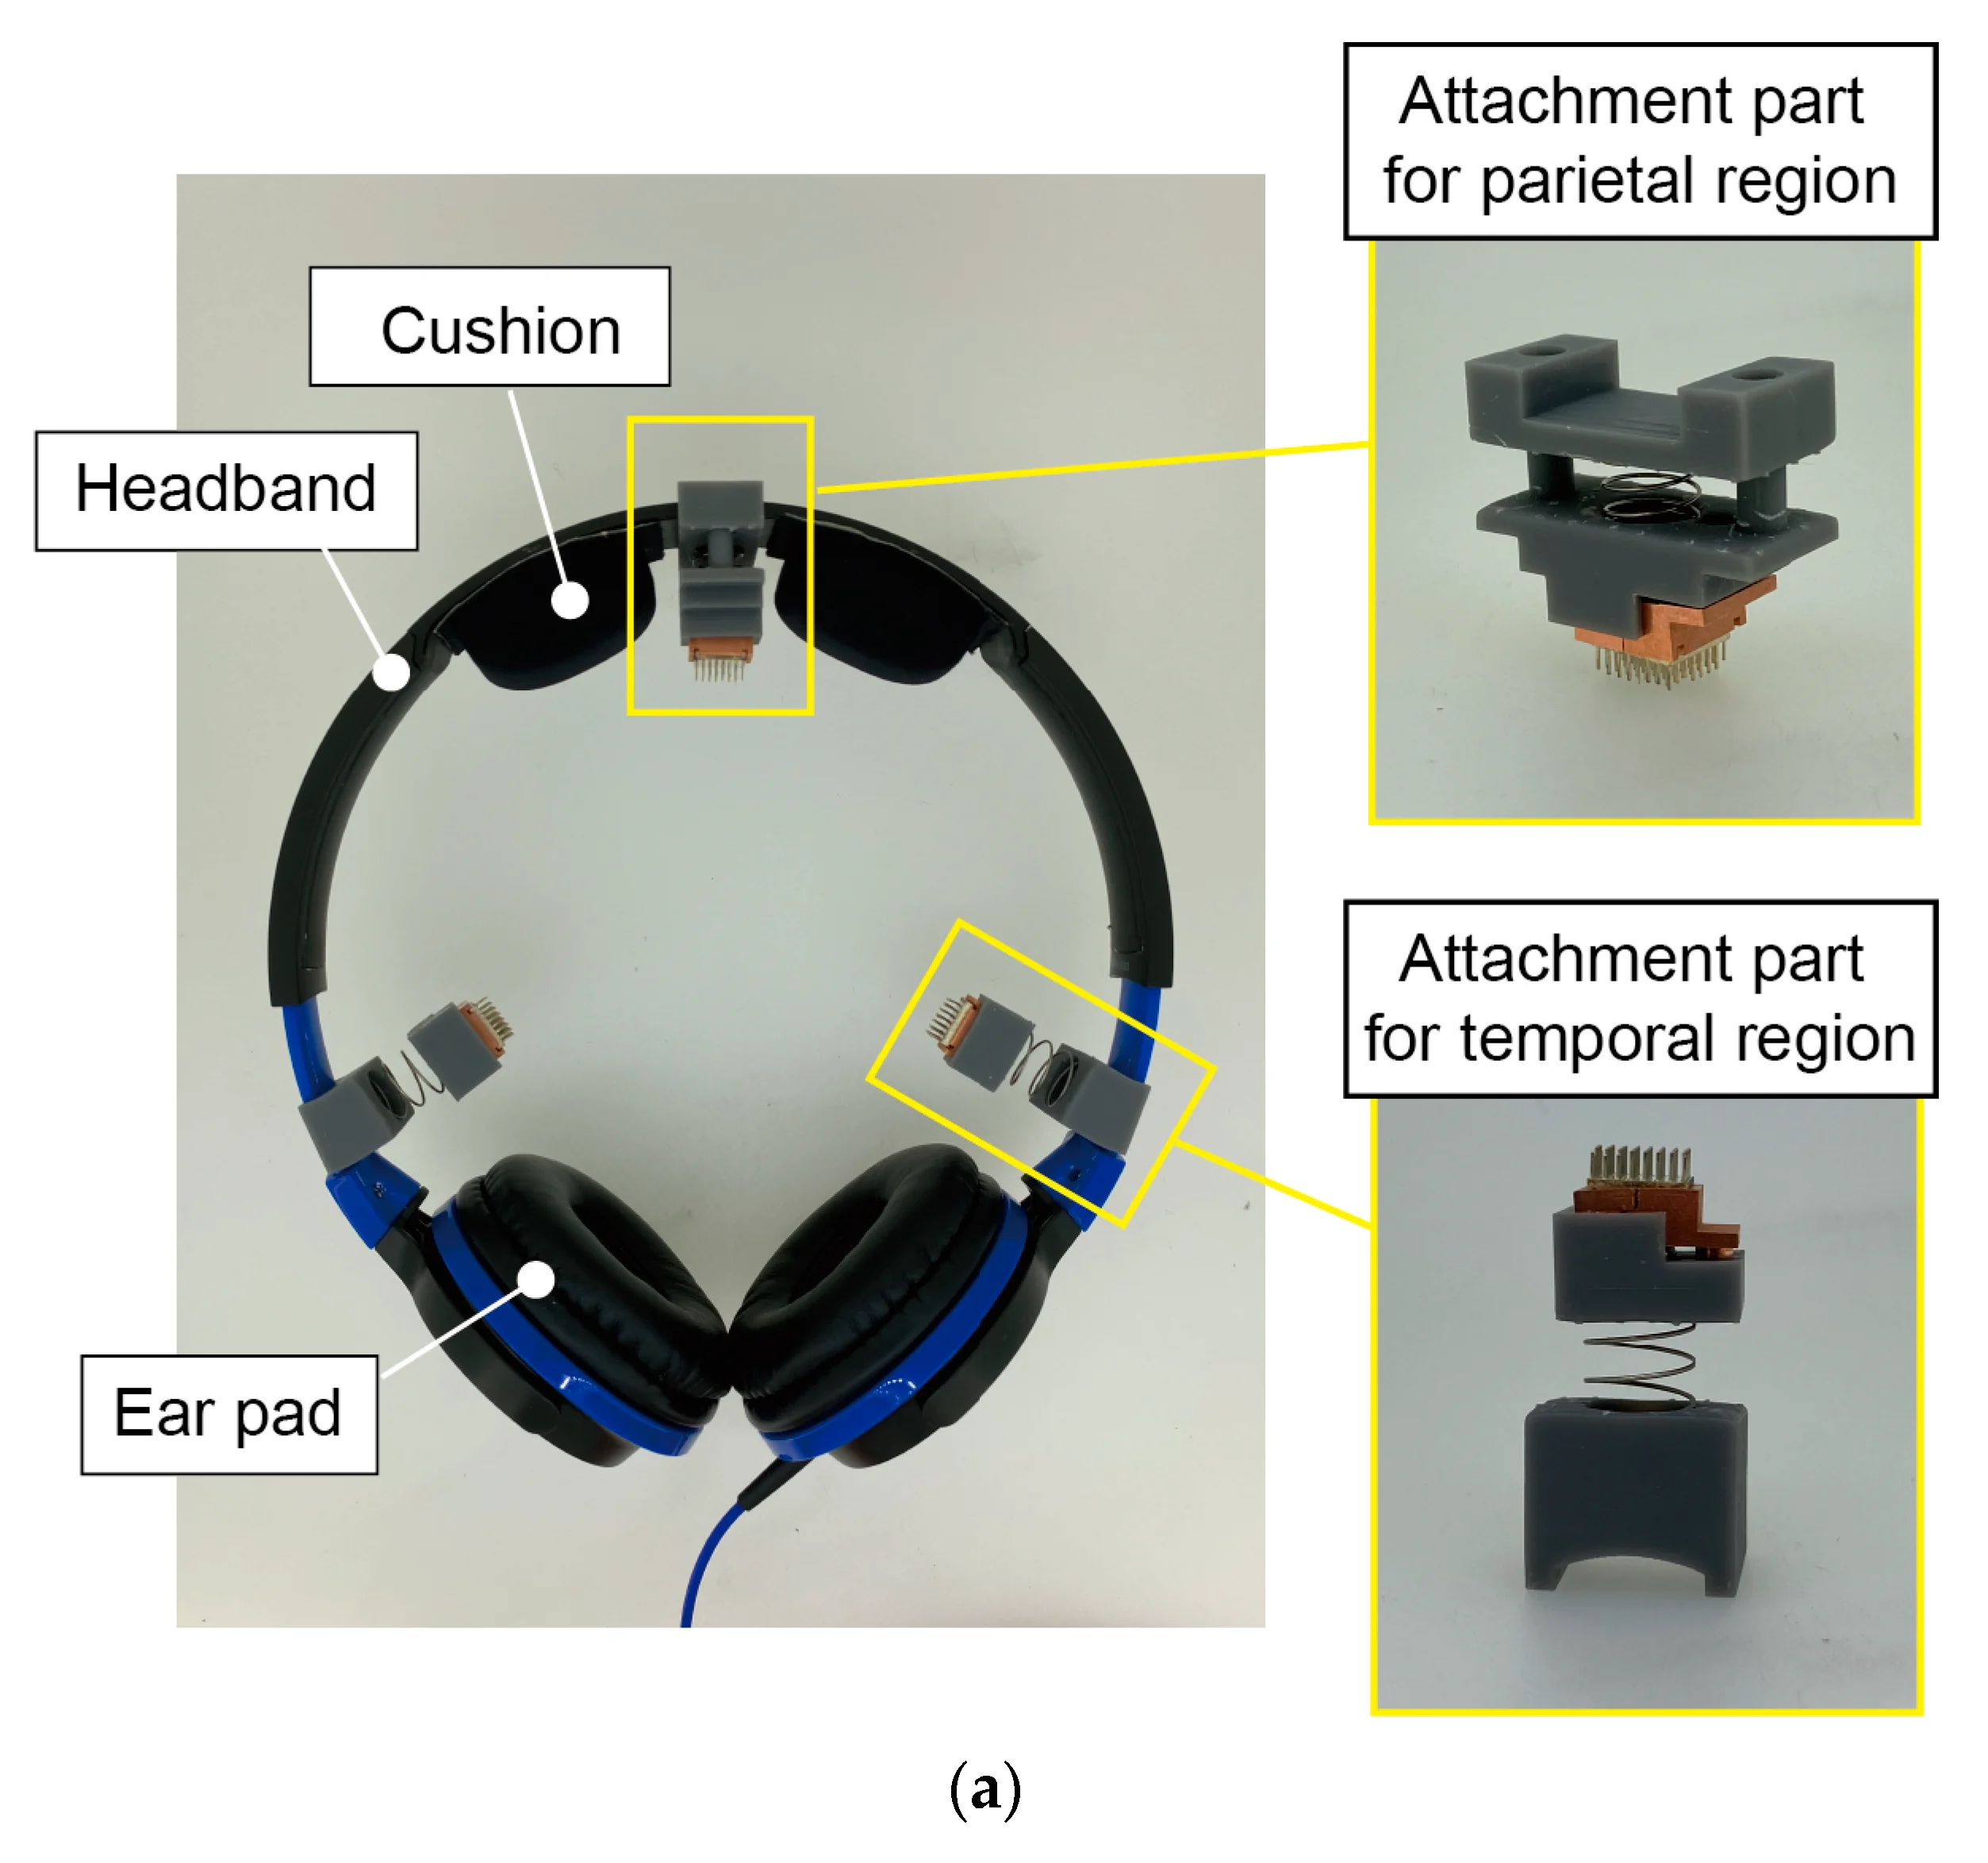 Attachment part
for parietal region
Cushion
Headband
Attachment part
for temporal region
Ear pad
(a)